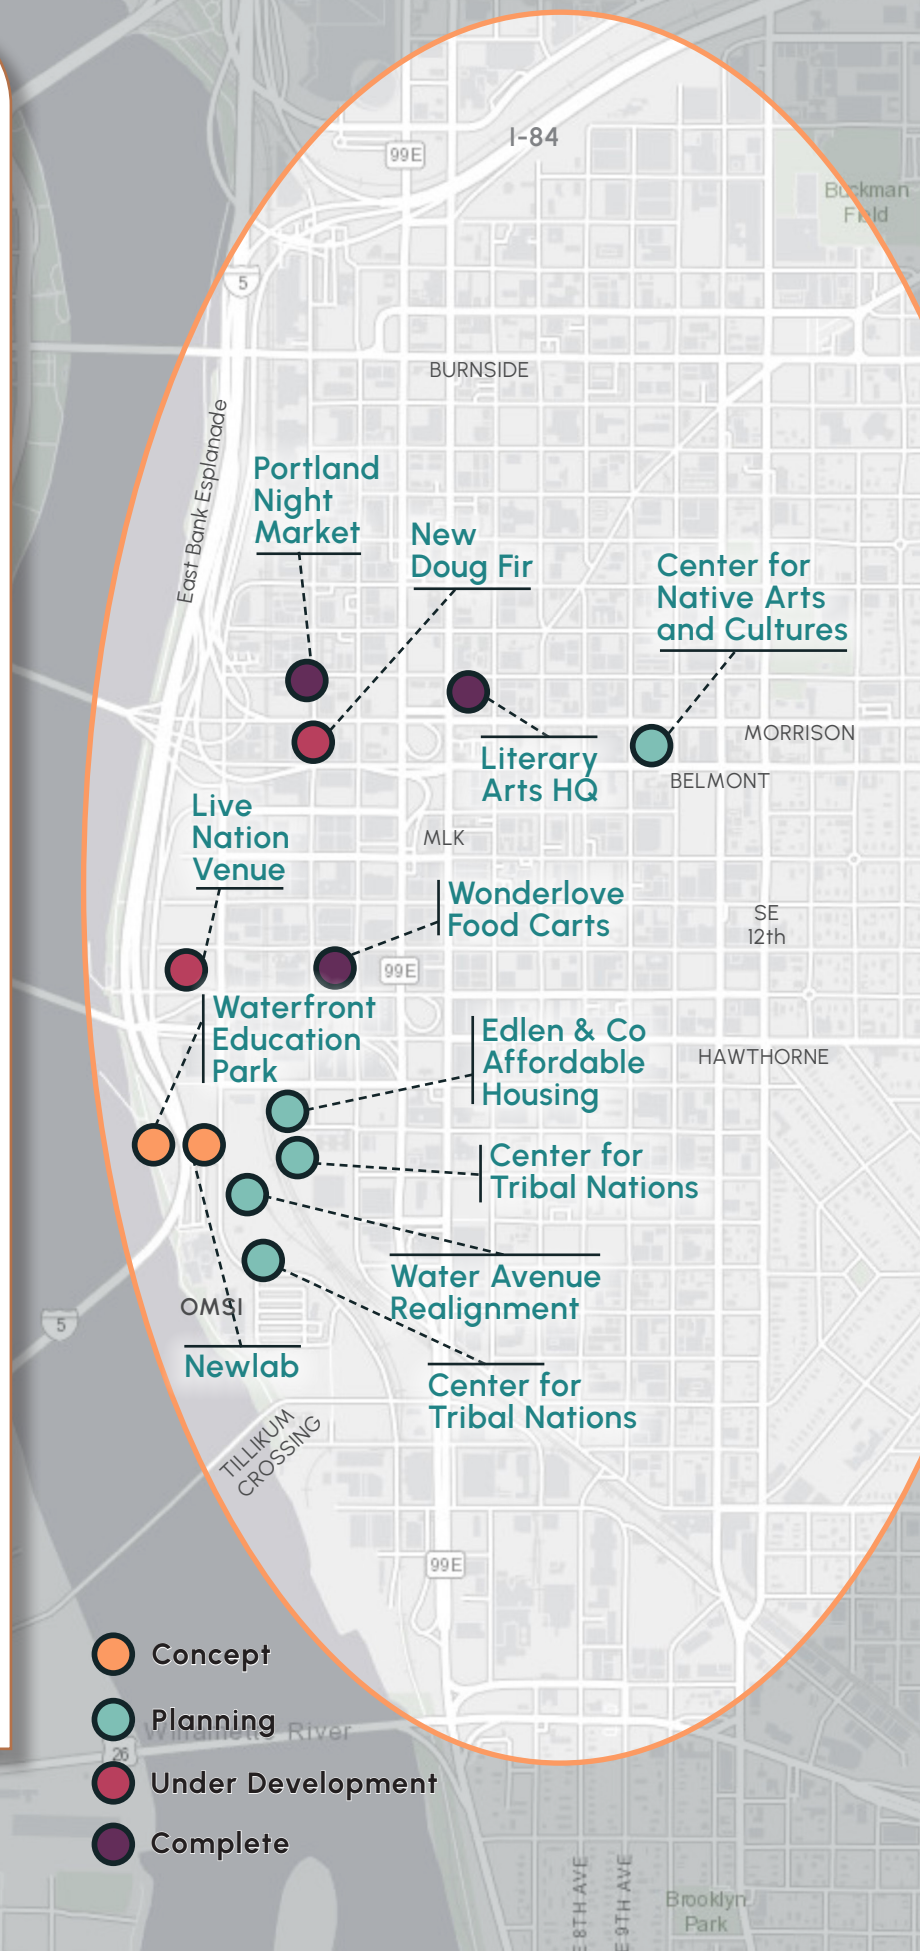 I-84
99E
Buckman
Field
5
BURNSIDE
East Bank Esplanade
Portland
Night
Market
New
Doug Fir
Center for
Native Arts
and Cultures
MORRISON
Literary
Arts HQ
BELMONT
Live
Nation
Venue
MLK
Wonderlove
Food Carts
SE
12th
99E
Waterfront
Education
Park
Edlen & Co
Affordable
Housing
HAWTHORNE
Center for
Tribal Nations
Water Avenue
Realignment
OMSI
5
Newlab
Center for
Tribal Nations
TILLIKUM
CROSSING
99E
Concept
Planning
Willamette River
26
Under Development
Complete
E 8TH AVE
E 9TH AVE
Brooklyn
Park